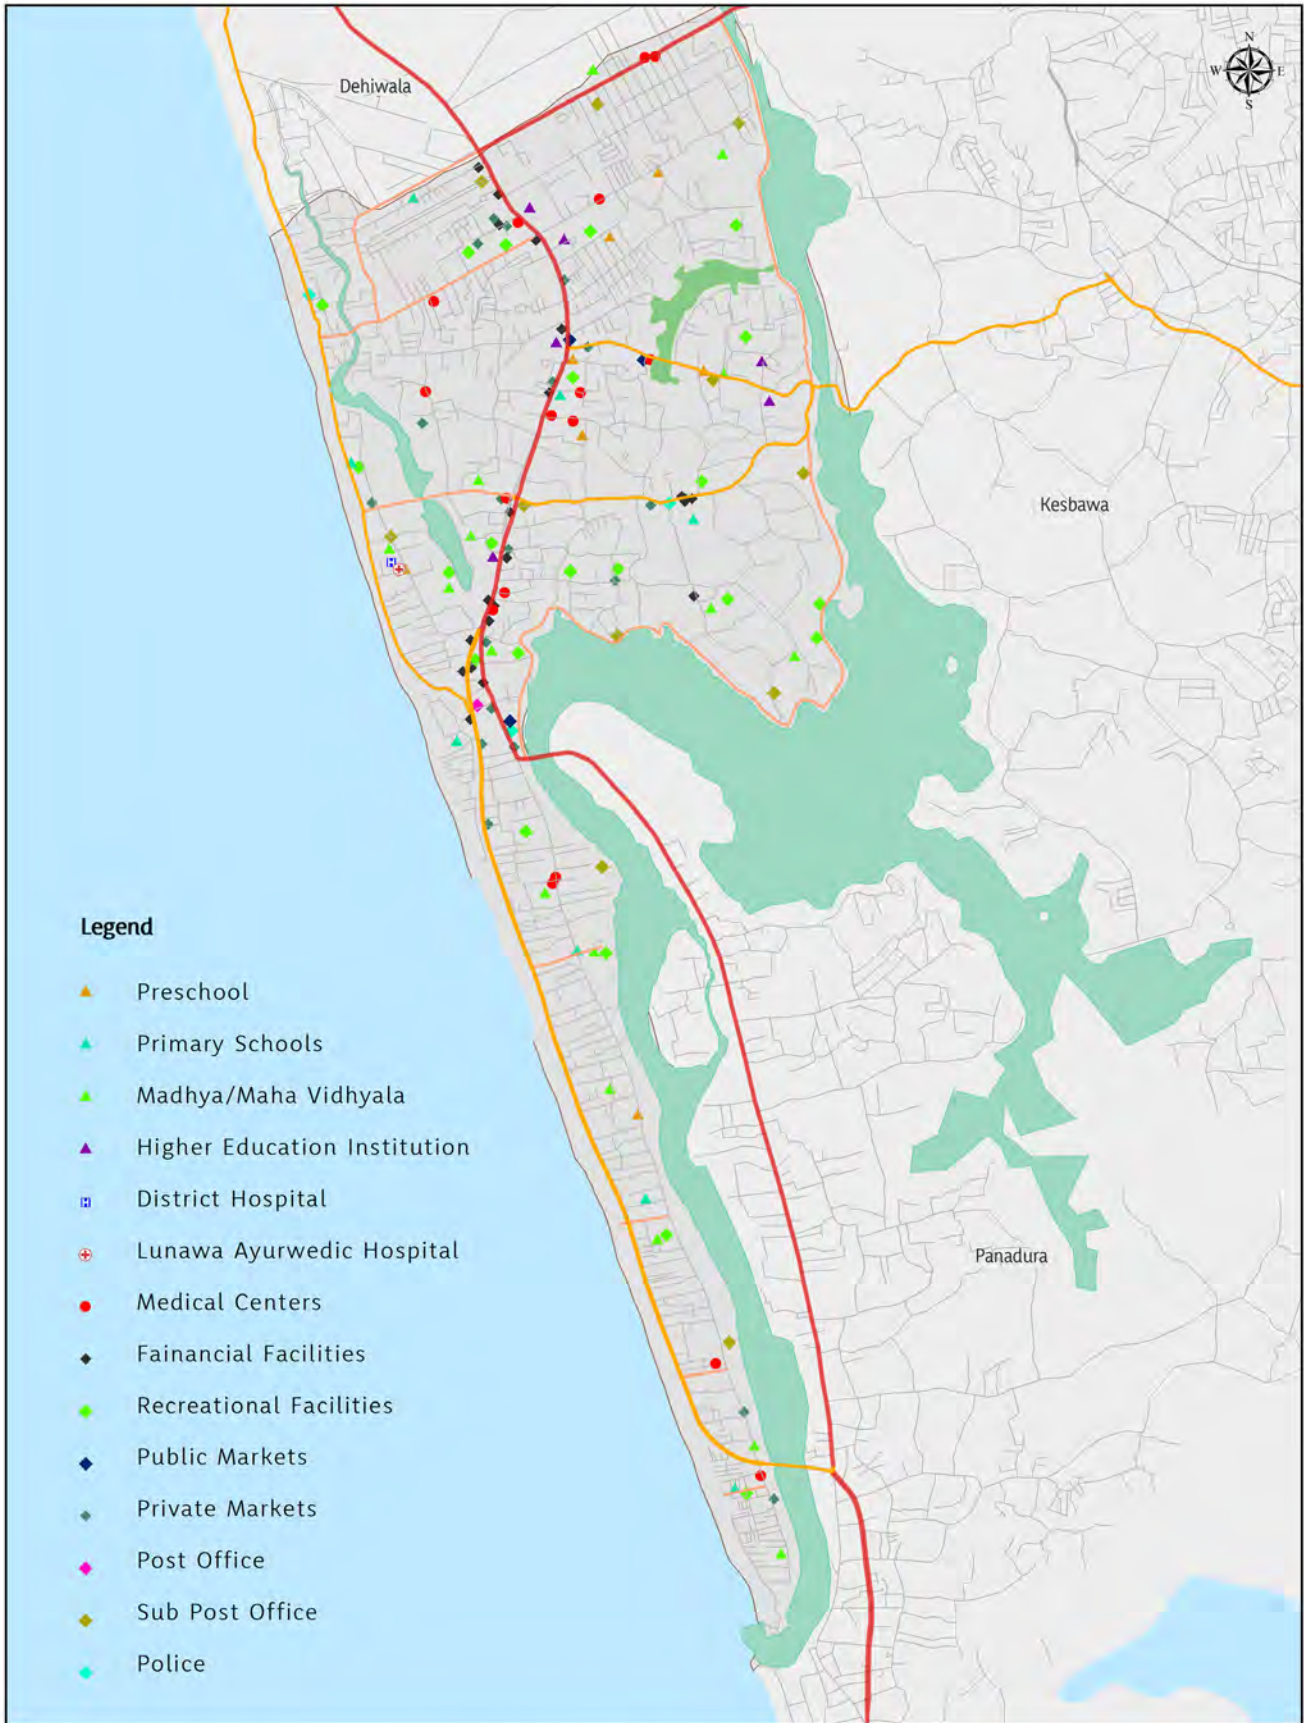 N
W
E
S
Dehiwala
Kesbawa
Legend
Preschool
Primary Schools
Madhya/Maha Vidhyala
Higher Education Institution
H
District Hospital
Lunawa Ayurwedic Hospital
Medical Centers
Fainancial Facilities
Recreational Facilities
Public Markets
Private Markets
Post Office
Sub Post Office
Police
Panadura